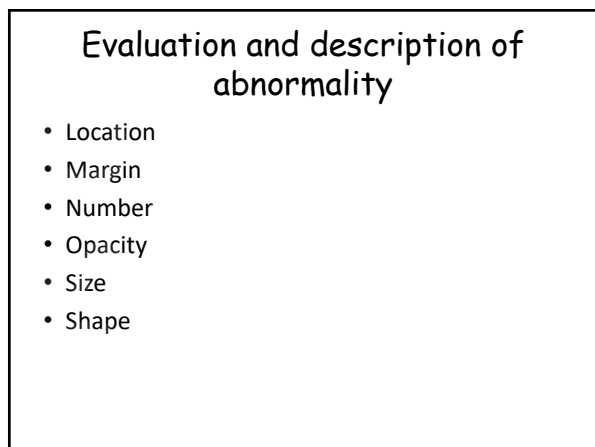 Evaluation and description of
abnormality
• Location
• Margin
• Number
• Opacity
• Size
• Shape